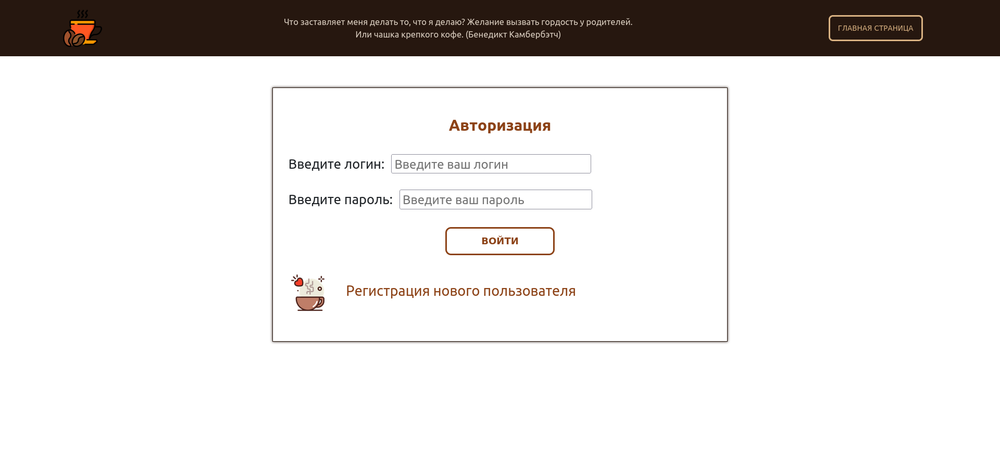 Что заставляет меня делать то, что я делаю? Желание вызвать гордость у родителей.
Или чашка крепкого кофе. (Бенедикт Камбербэтч)
ГЛАВНАЯ СТРАНИЦА
Авторизация
Введите логин: Введите ваш логин
Введите пароль: Введите ваш пароль
ВОЙТИ
Регистрация нового пользователя